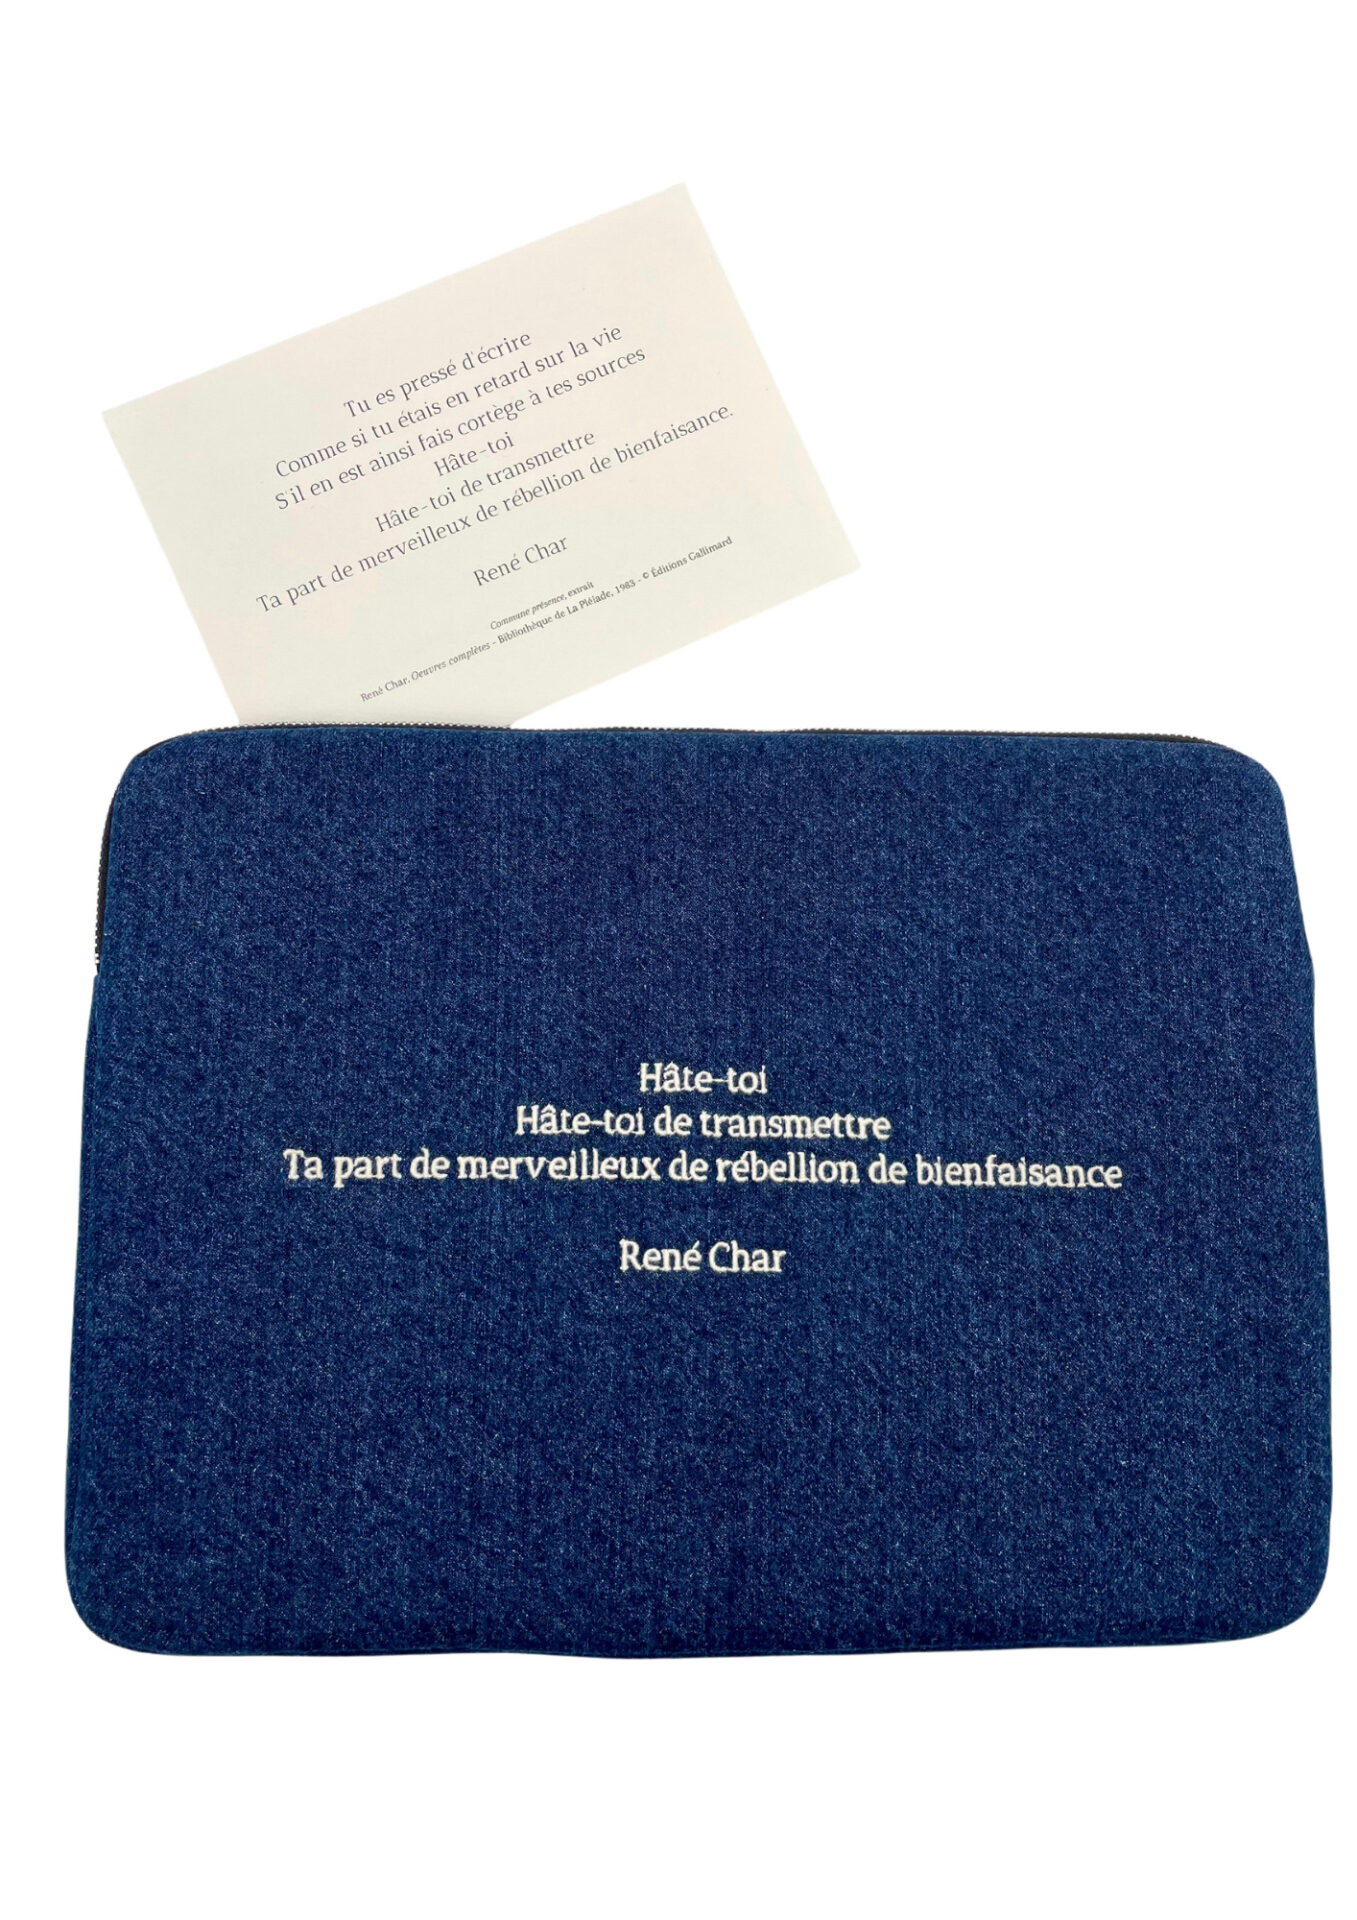 Tu es pressé d'écrire
Comme si tu étais en retard sur la vie
S'il en est ainsi fais cortège à tes sources
Hâte-toi
Hâte-toi de transmettre
Ta part de merveilleux de rébellion de bienfaisance.
René Char
Commune présence, extrait
René Char, Oeuvres complètes - Bibliothèque de La Pléiade, 1983 - © Éditions Gallimard
Hâte-toi
Hâte-toi de transmettre
Ta part de merveilleux de rébellion de bienfaisance
René Char